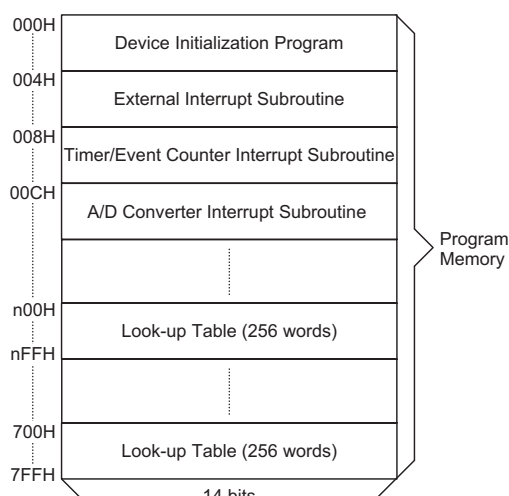 000H
Device Initialization Program
004H
External Interrupt Subroutine
008H
Timer/Event Counter Interrupt Subroutine
00CH
A/D Converter Interrupt Subroutine
Program
Memory
n00H
Look-up Table (256 words)
nFFH
700H
Look-up Table (256 words)
7FFH
14 bits